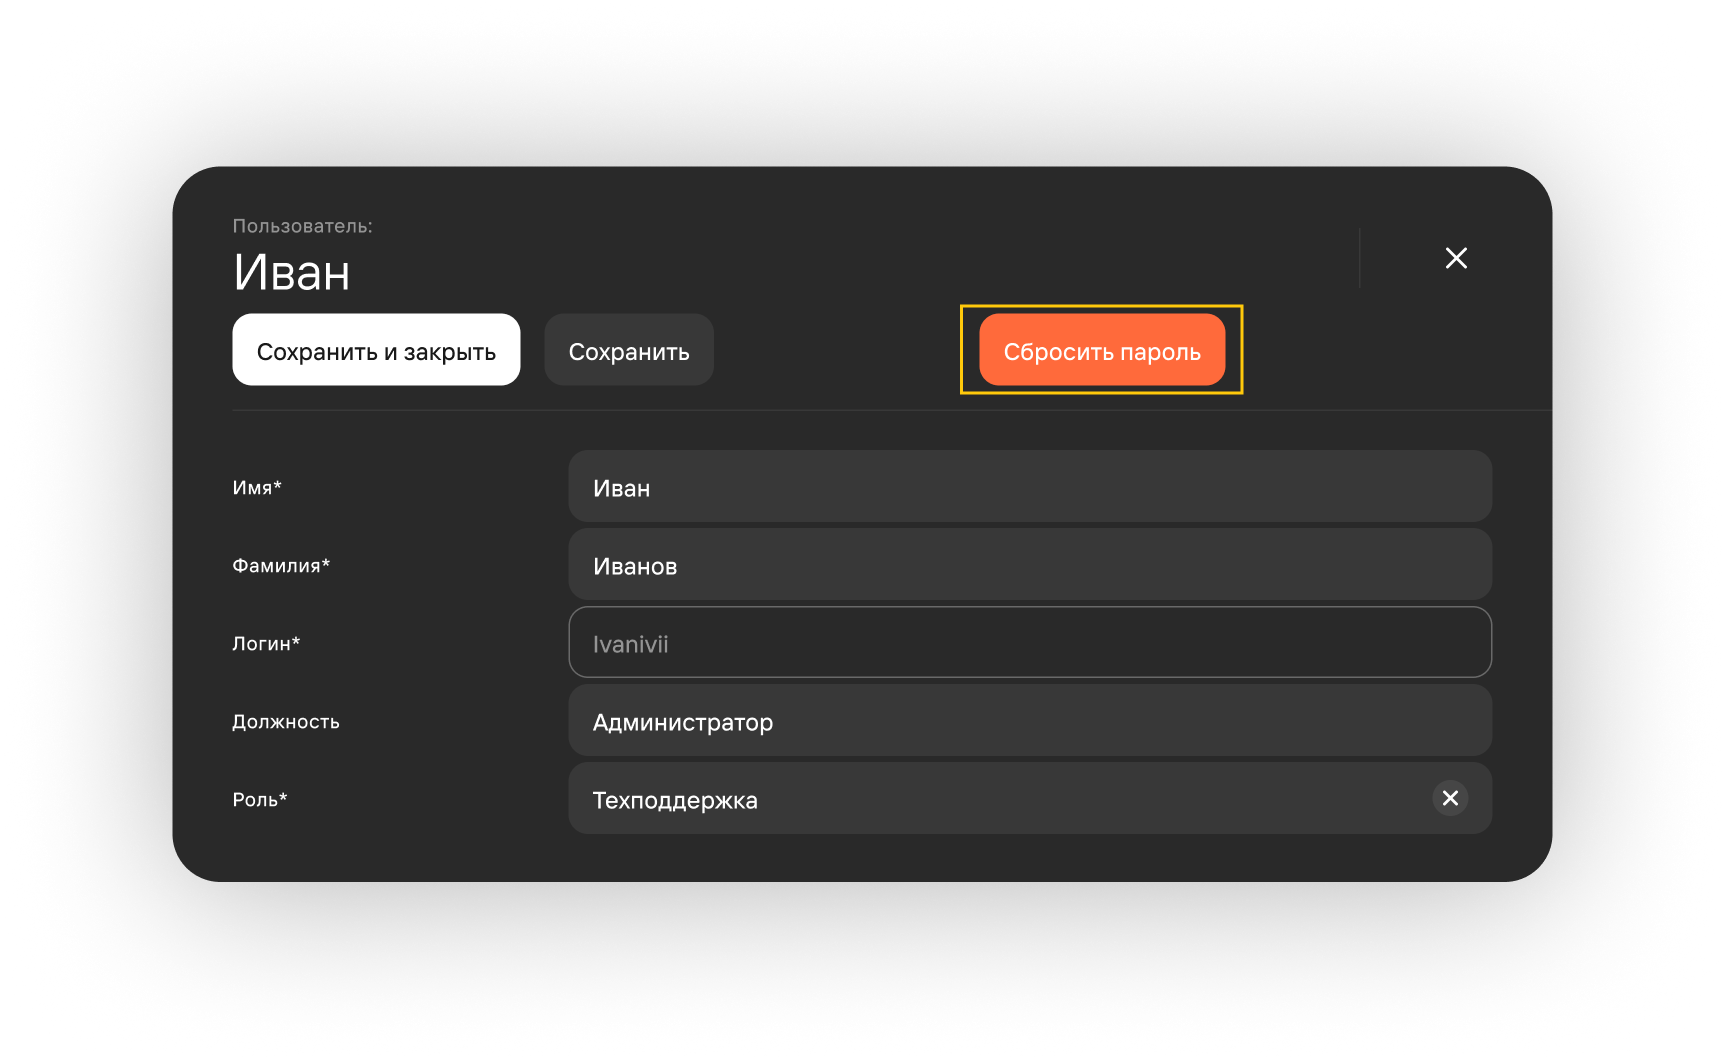 Пользователь:
Иван
Сохранить и закрыть
Сохранить
Сбросить пароль
Имя*
Иван
Фамилия*
Иванов
Логин*
Ivanivii
Должность
Администратор
Роль*
Техподдержка